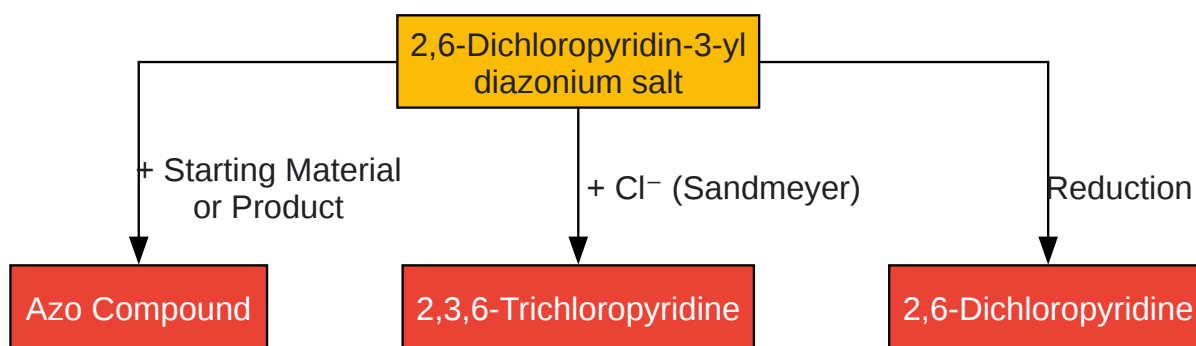 2,6-Dichloropyridin-3-yl
diazonium salt
+ Starting Material
or Product
+ Cl⁻ (Sandmeyer)
Reduction
Azo Compound
2,3,6-Trichloropyridine
2,6-Dichloropyridine